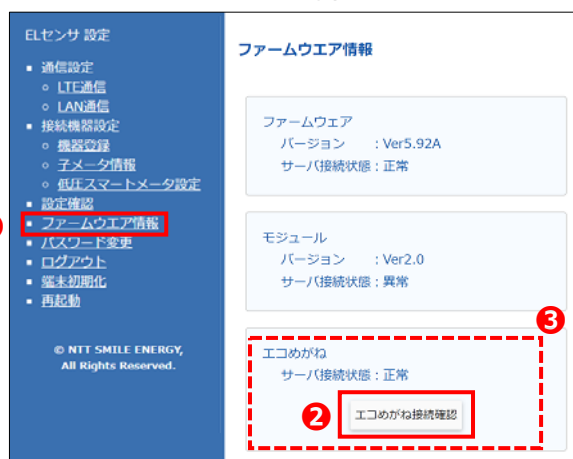 ELセンサ 設定
通信設定
LTE通信
LAN通信
接続機器設定
機器登録
子メータ情報
低圧スマートメータ設定
設定確認
ファームウエア情報
パスワード変更
ログアウト
端末初期化
再起動
© NTT SMILE ENERGY,
All Rights Reserved.
ファームウエア情報
ファームウェア
バージョン : Ver5.92A
サーバ接続状態 : 正常
モジュール
バージョン : Ver2.0
サーバ接続状態 : 異常
❸
エコめがね
サーバ接続状態 : 正常
❷ エコめがね接続確認